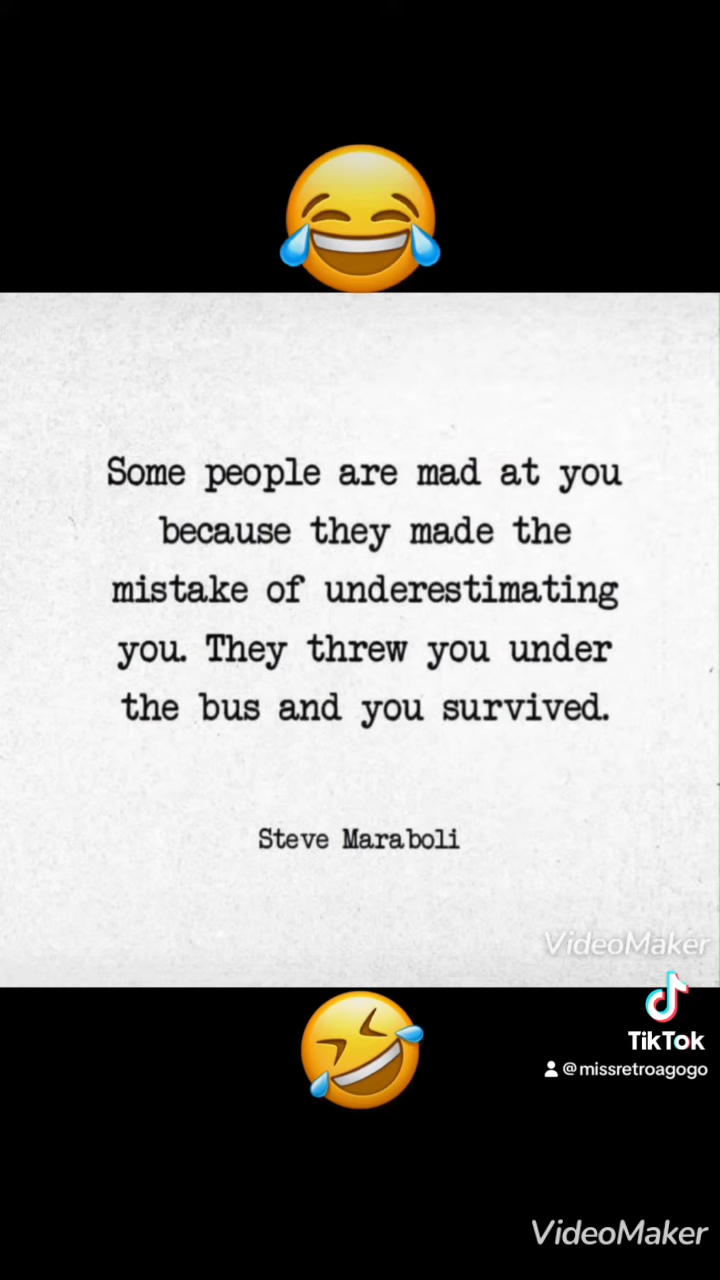 Some people are mad at you
because they made the
mistake of underestimating
you. They threw you under
the bus and you survived.
Steve Maraboli
VideoMaker
TikTok
@missretroagogo
VideoMaker